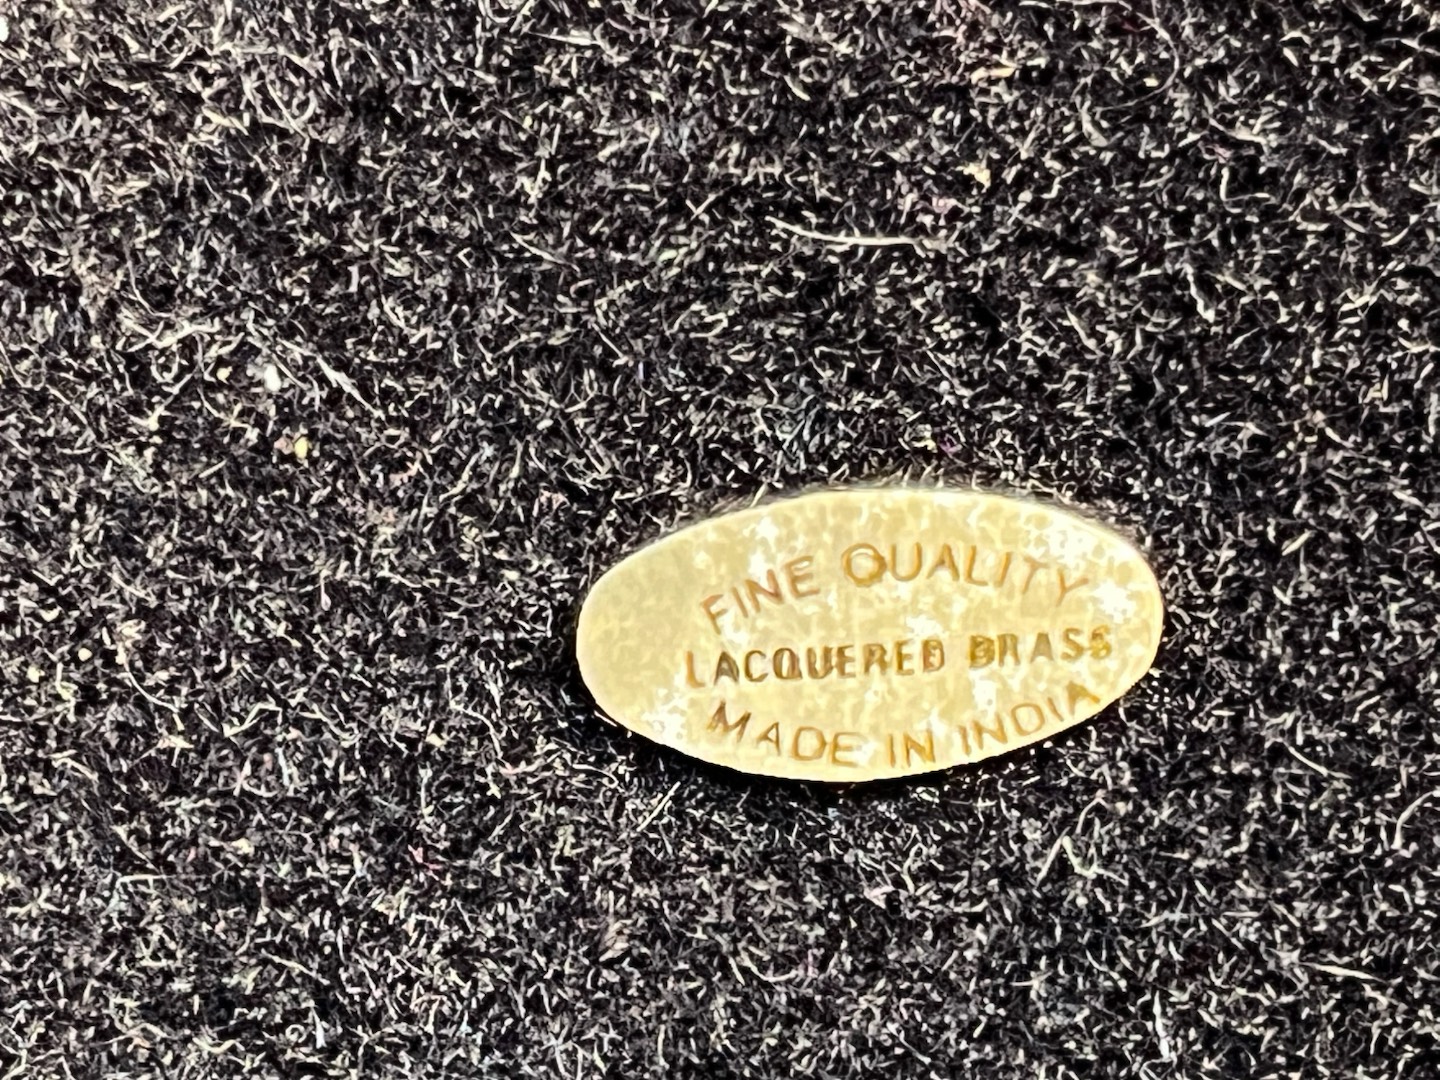 FINE QUALITY
LACQUERED BRASS
MADE IN INDIA